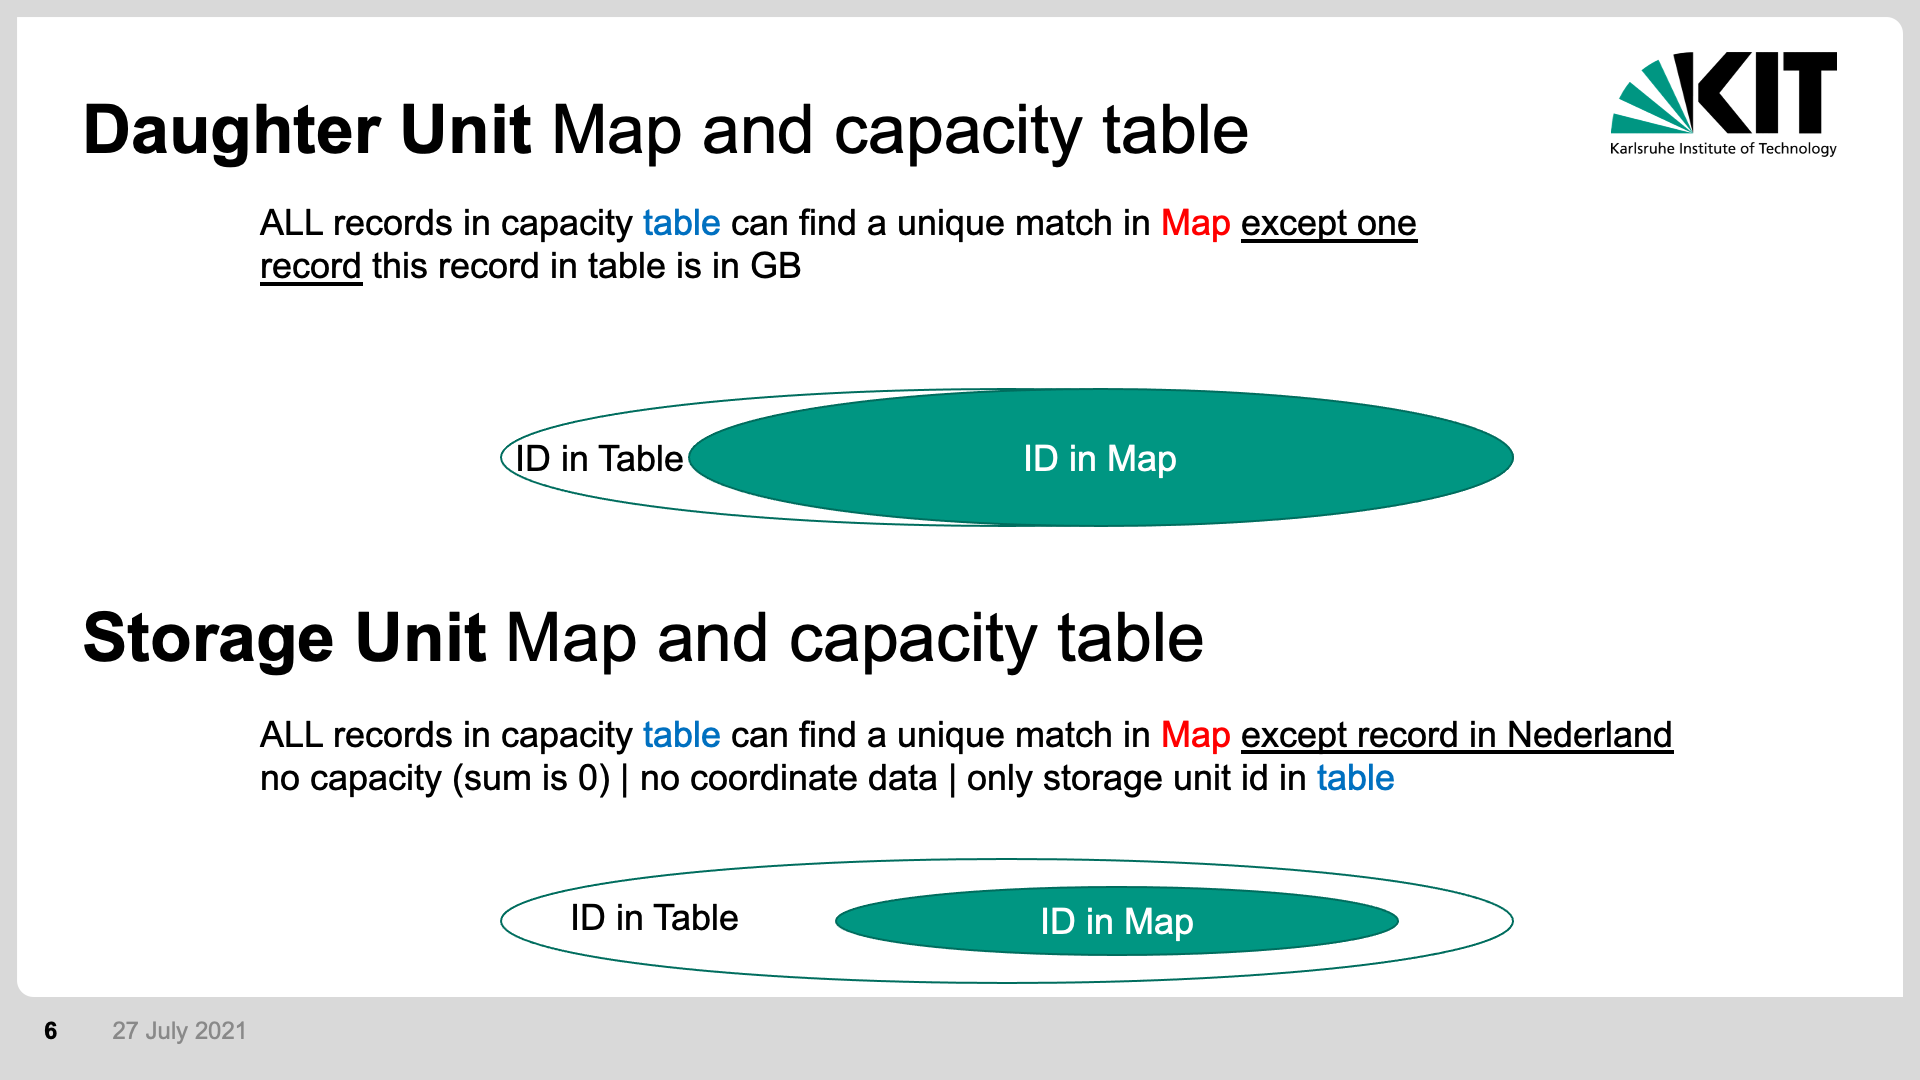 KIT
Karlsruhe Institute of Technology
Daughter Unit Map and capacity table
ALL records in capacity table can find a unique match in Map except one
record this record in table is in GB
ID in Table
ID in Map
Storage Unit Map and capacity table
ALL records in capacity table can find a unique match in Map except record in Nederland
no capacity (sum is 0) | no coordinate data | only storage unit id in table
ID in Table
ID in Map
6
27 July 2021